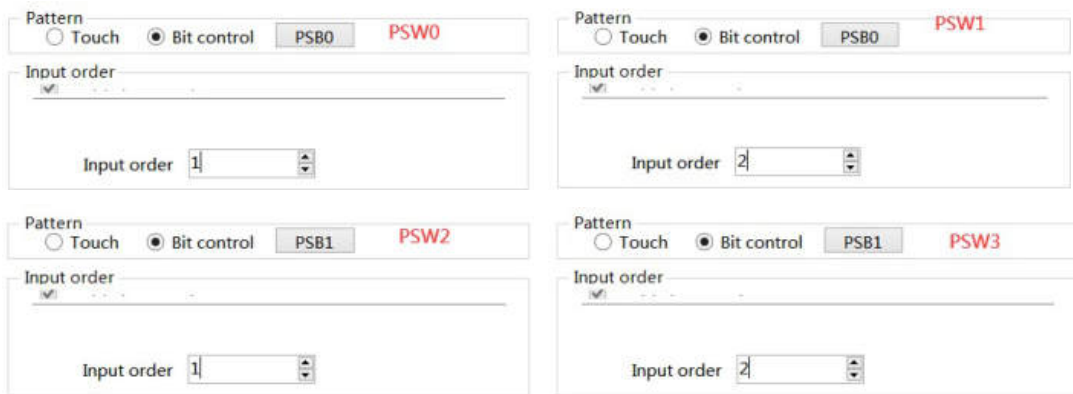 Pattern
Touch Bit control PSB0 PSW0
Input order
Input order 1
Pattern
Touch Bit control PSB0 PSW1
Input order
Input order 2
Pattern
Touch Bit control PSB1 PSW2
Input order
Input order 1
Pattern
Touch Bit control PSB1 PSW3
Input order
Input order 2